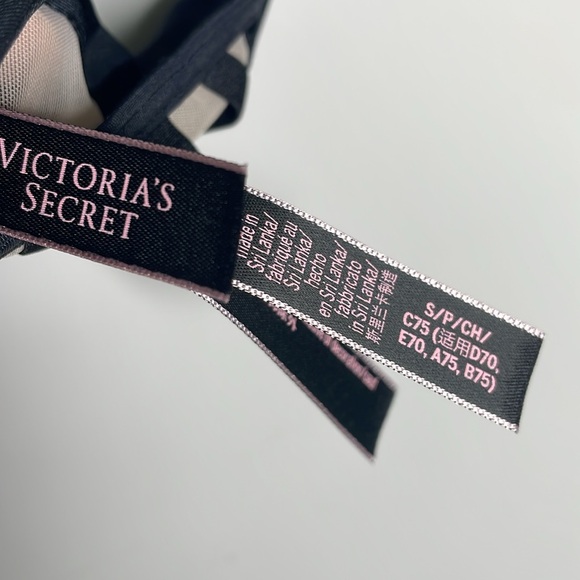 VICTORIA'S
SECRET
made in
Sri Lanka/
fabriqué au
Sri Lanka/
hecho
en Sri Lanka/
fabbricato
in Sri Lanka/
斯里兰卡制造
S/P/CH/
C75 (适用D70,
E70, A75, B75)